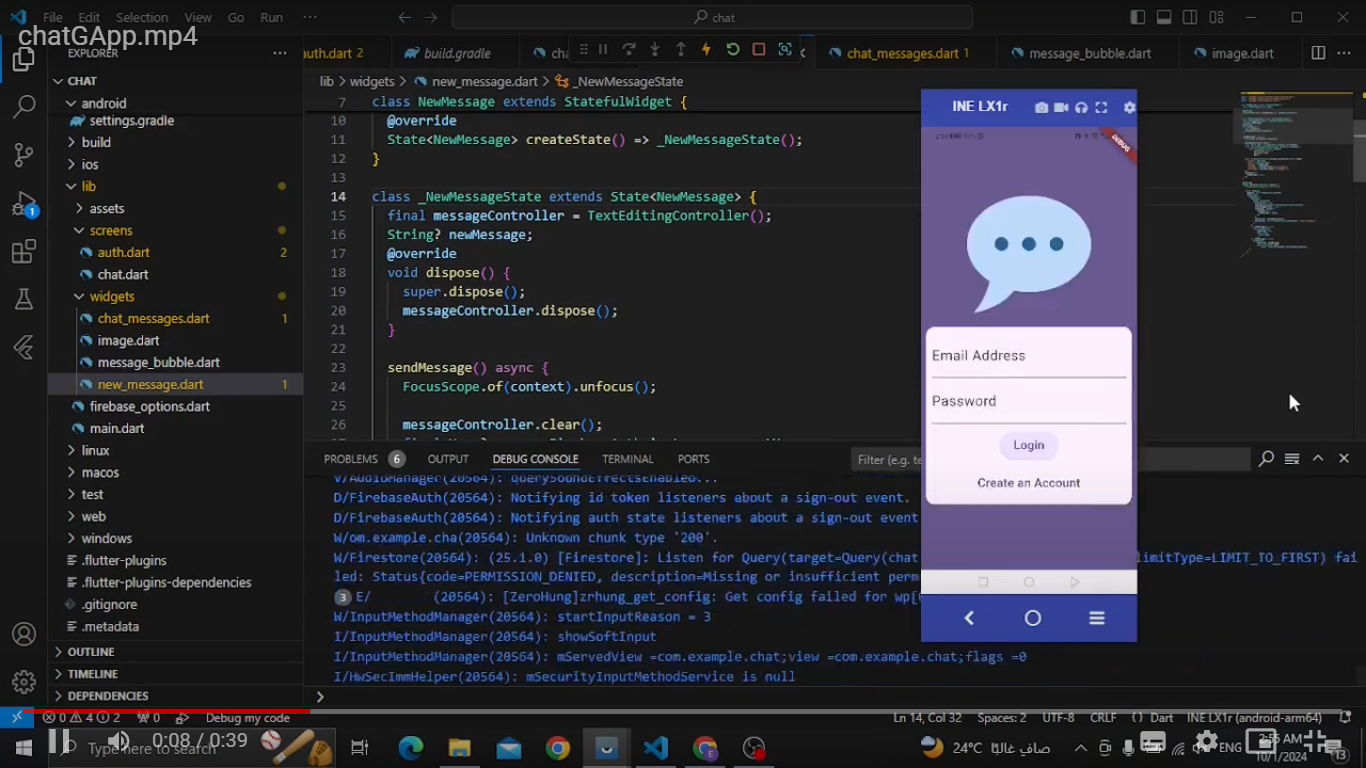 File Edit Selection View Go Run ···
chat
chatGApp.mp4
EXPLORER ···
auth.dart 2
build.gradle
cha
chat_messages.dart 1
message_bubble.dart
image.dart
lib > widgets > new_message.dart > _NewMessageState
CHAT
android
settings.gradle
build
ios
lib
assets
screens
auth.dart 2
chat.dart
widgets
chat_messages.dart 1
image.dart
message_bubble.dart
new_message.dart 1
firebase_options.dart
main.dart
linux
macos
test
web
windows
.flutter-plugins
.flutter-plugins-dependencies
.gitignore
.metadata
OUTLINE
TIMELINE
DEPENDENCIES
1
7 class NewMessage extends StatefulWidget {
10 @override
11 State<NewMessage> createState() => _NewMessageState();
12 }
13
14 class _NewMessageState extends State<NewMessage> {
15 final messageController = TextEditingController();
16 String? newMessage;
17 @override
18 void dispose() {
19 super.dispose();
20 messageController.dispose();
21 }
22
23 sendMessage() async {
24 FocusScope.of(context).unfocus();
25
26 messageController.clear();
INE LX1r
DEBUG
Email Address
Password
Login
Create an Account
PROBLEMS 6 OUTPUT DEBUG CONSOLE TERMINAL PORTS
Filter (e.g. te
V/AudioManager(20564): querySoundEffectsEnabled...
D/FirebaseAuth(20564): Notifying id token listeners about a sign-out event.
D/FirebaseAuth(20564): Notifying auth state listeners about a sign-out event
W/om.example.cha(20564): Unknown chunk type '200'.
W/Firestore(20564): (25.1.0) [Firestore]: Listen for Query(target=Query(chat limitType=LIMIT_TO_FIRST) fai
led: Status{code=PERMISSION_DENIED, description=Missing or insufficient perm
3 E/ (20564): [ZeroHung]zrhung_get_config: Get config failed for wp[
W/InputMethodManager(20564): startInputReason = 3
I/InputMethodManager(20564): showSoftInput
I/InputMethodManager(20564): mServedView =com.example.chat;view =com.example.chat;flags =0
I/HwSecImmHelper(20564): mSecurityInputMethodService is null
0 4 2 0 Debug my code
Ln 14, Col 32 Spaces: 2 UTF-8 CRLF {} Dart INE LX1r (android-arm64)
0:08 / 0:39
Type here to search
24°C صاف غالبًا
ENG
2:55 AM
10/1/2024
13